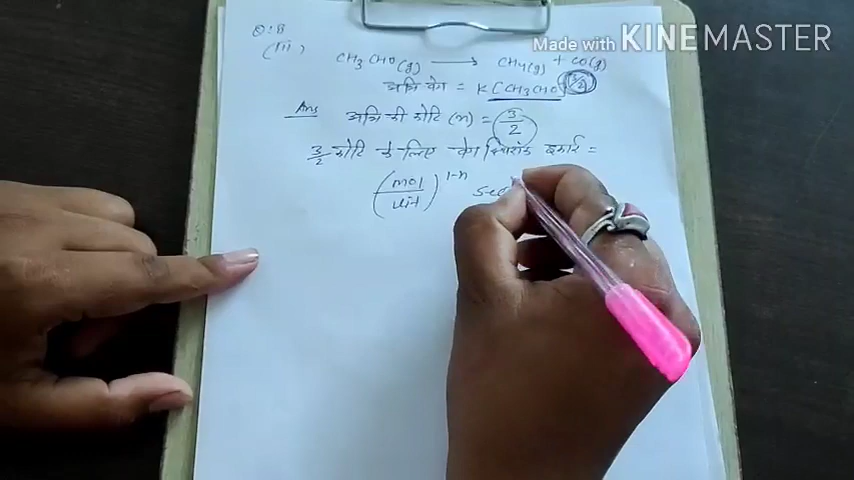 Made with KINEMASTER
Q:8
(iii) CH3CHO(g) → CH4(g) + CO(g)
अभि वेग = K[CH3CHO]3/2
Ans अभि की कोटि (n) = 3/2
3/2 कोटि के लिए वेग स्थिरांक इकाई =
(mol/lit)^1-n sec